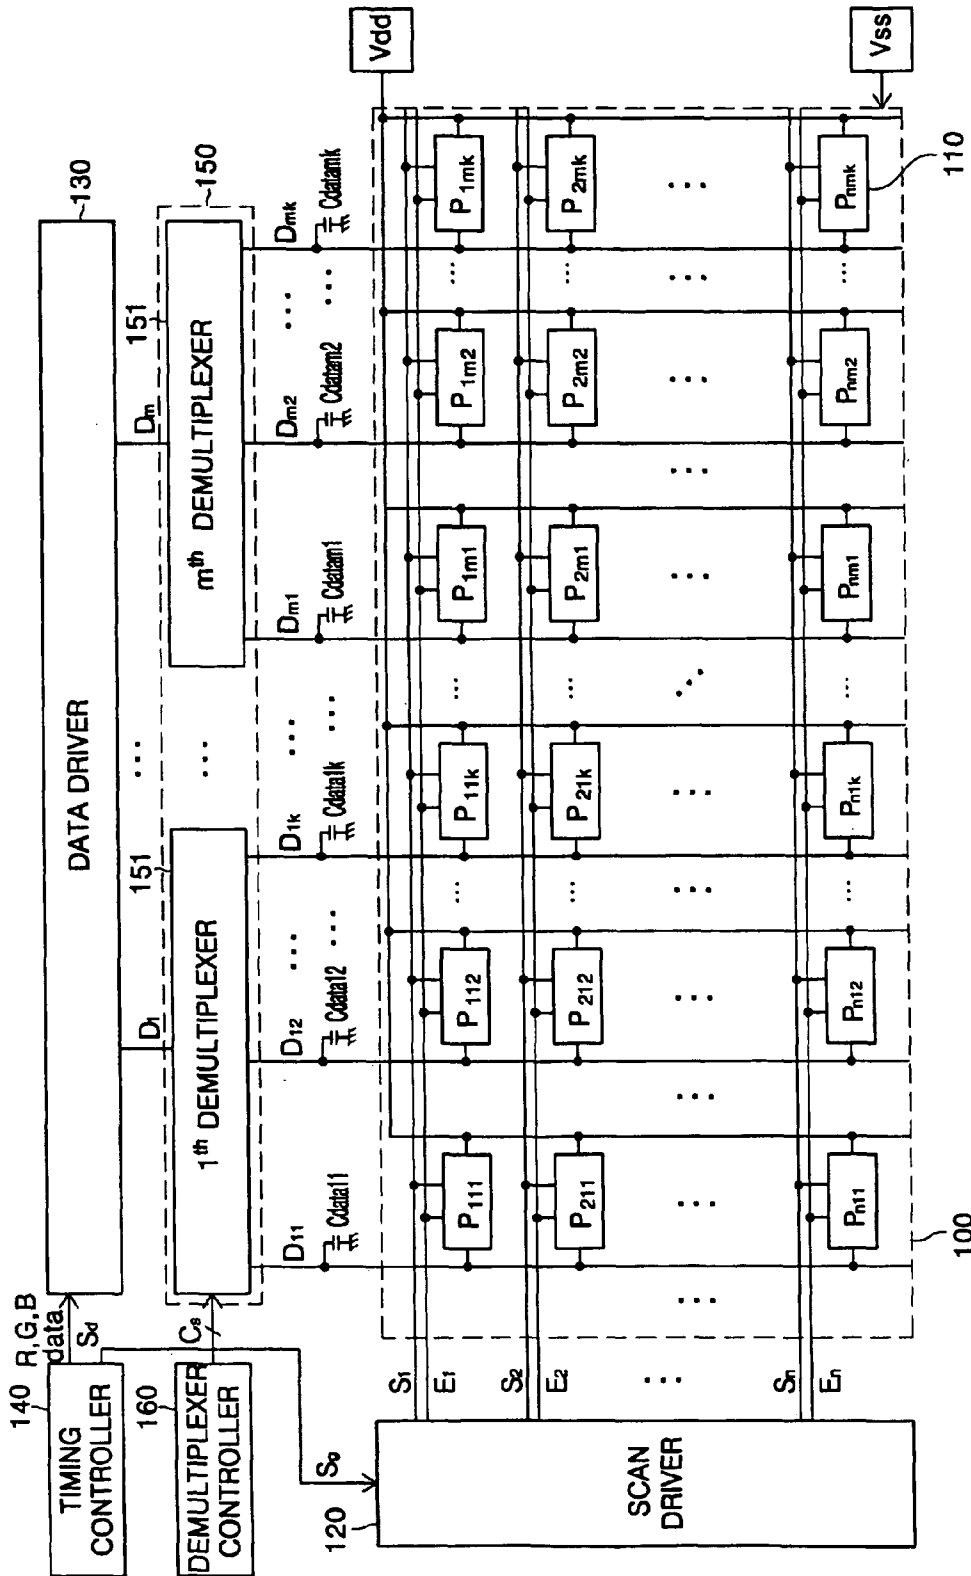 140
TIMING CONTROLLER
R,G,B data
Sd
130
DATA DRIVER
160
DEMULTIPLEXER CONTROLLER
Cs
D1
...
Dm
150
151
1th DEMULTIPLEXER
...
151
mth DEMULTIPLEXER
D11
Cdata11
D12
Cdata12
...
...
D1k
Cdata1k
...
...
Dm1
Cdatam1
Dm2
Cdatam2
...
...
Dmk
Cdatamk
Vdd
120
SCAN DRIVER
S1
E1
P111
P112
...
P11k
...
P1m1
P1m2
...
P1mk
S2
E2
P211
P212
...
P21k
...
P2m1
P2m2
...
P2mk
...
Sn
En
Pn11
Pn12
...
Pn1k
...
Pnm1
Pnm2
...
Pnmk
Vss
100
110